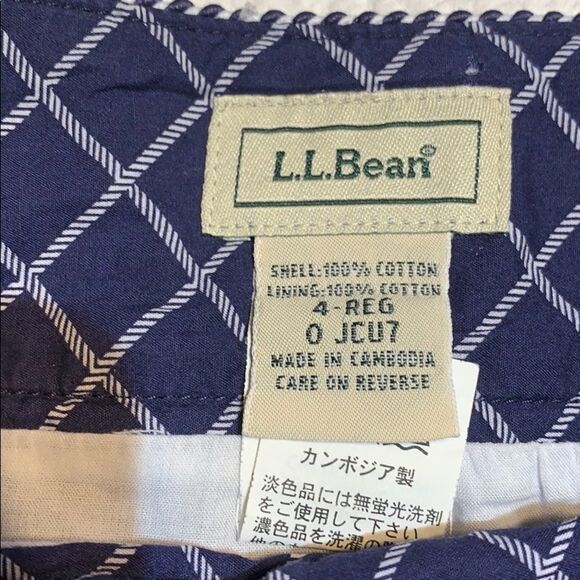 L.L.Bean®
SHELL:100% COTTON
LINING:100% COTTON
4-REG
0 JCU7
MADE IN CAMBODIA
CARE ON REVERSE
カンボジア製
淡色品には無蛍光洗剤
をご使用して下さい
濃色品を洗濯の際